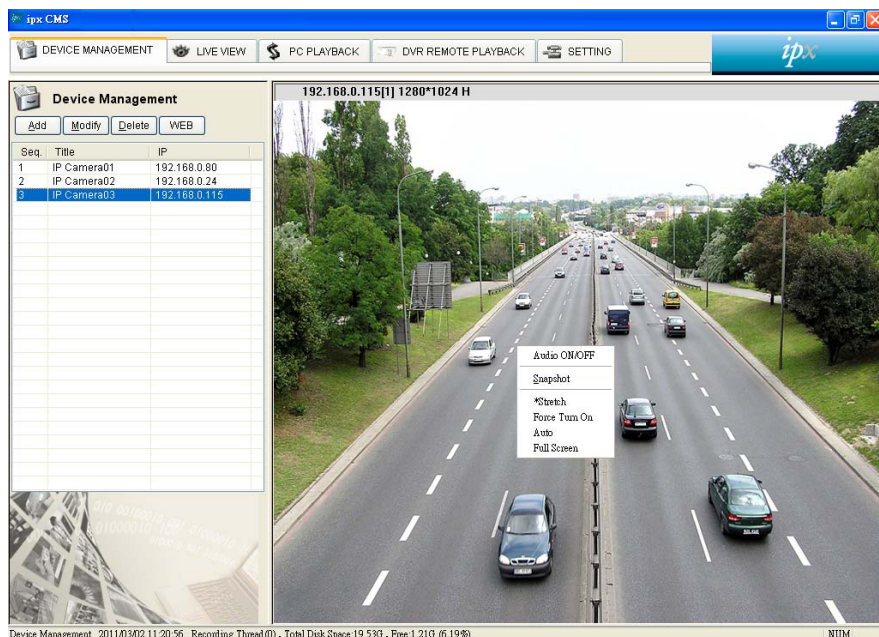 ipx CMS
DEVICE MANAGEMENT LIVE VIEW PC PLAYBACK DVR REMOTE PLAYBACK SETTING
ipx
Device Management
192.168.0.115[1] 1280*1024 H
Add Modify Delete WEB
Seq. Title IP
1 IP Camera01 192.168.0.80
2 IP Camera02 192.168.0.24
3 IP Camera03 192.168.0.115
Audio ON/OFF
Snapshot
*Stretch
Force Turn On
Auto
Full Screen
Device Management 2011/03/02 11:20:56 Recording Thread(0) , Total Disk Space:19.53G , Free:1.21G (6.19%) NUM